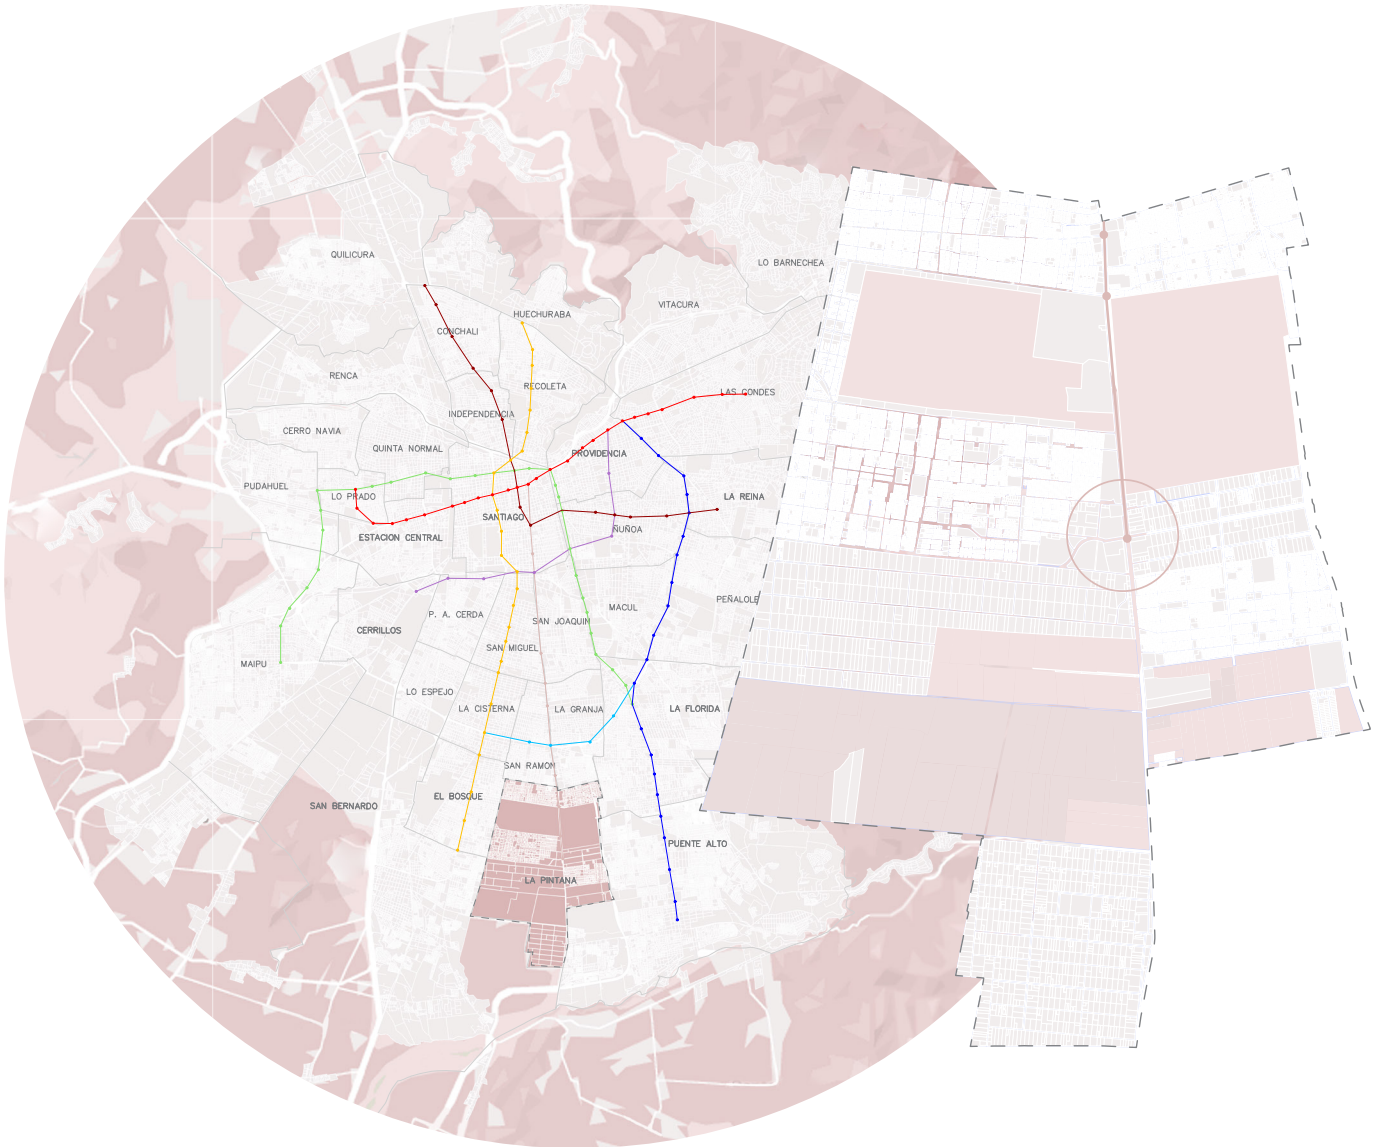 QUILICURA
LO BARNECHEA
VITACURA
HUECHURABA
CONCHALI
RENCA
RECOLETA
LAS CONDES
INDEPENDENCIA
CERRO NAVIA
QUINTA NORMAL
PROVIDENCIA
PUDAHUEL
LO PRADO
LA REINA
SANTIAGO
ÑUÑOA
ESTACION CENTRAL
PEÑALOLE
MACUL
P. A. CERDA
SAN JOAQUIN
CERRILLOS
SAN MIGUEL
MAIPU
LO ESPEJO
LA CISTERNA
LA GRANJA
LA FLORIDA
SAN RAMON
EL BOSQUE
SAN BERNARDO
PUENTE ALTO
LA PINTANA